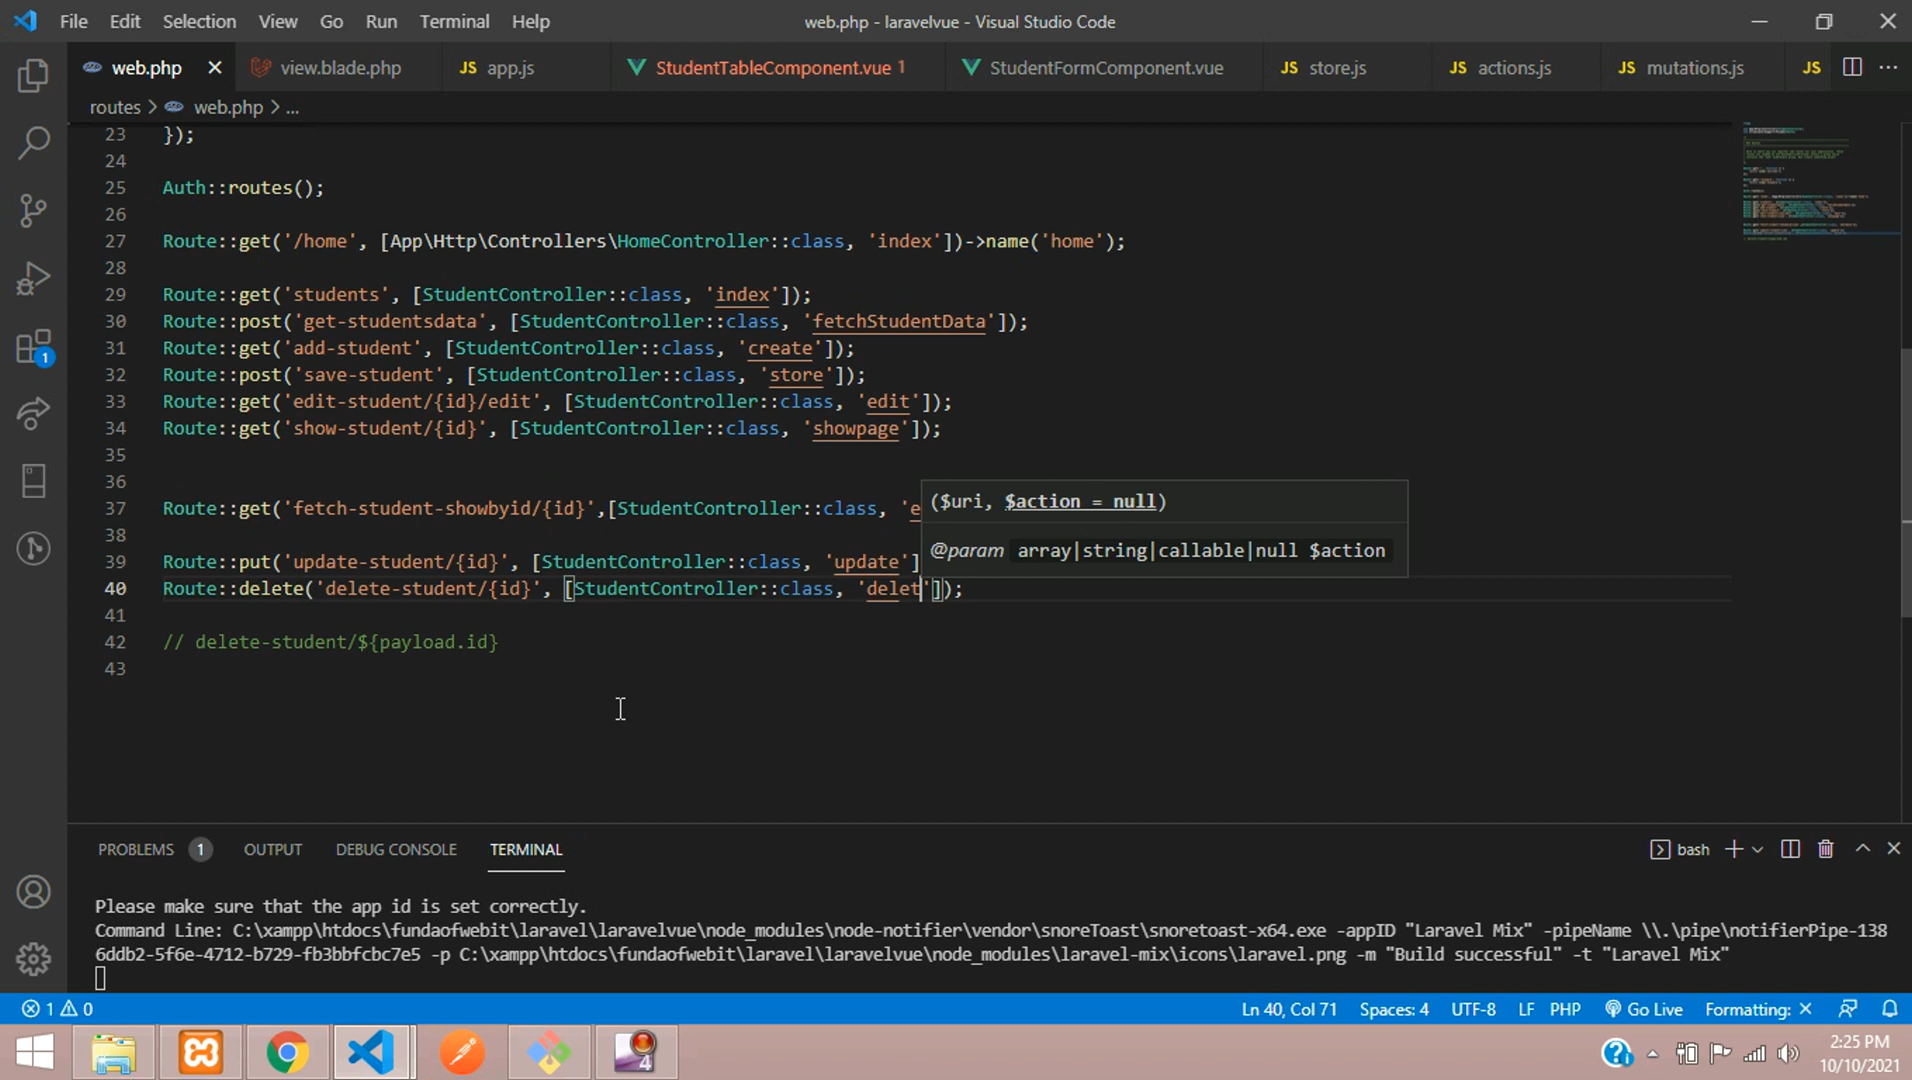 File Edit Selection View Go Run Terminal Help web.php - laravelvue - Visual Studio Code
web.php view.blade.php JS app.js StudentTableComponent.vue 1 StudentFormComponent.vue JS store.js JS actions.js JS mutations.js JS
routes > web.php > ...
23 });
24
25 Auth::routes();
26
27 Route::get('/home', [App\Http\Controllers\HomeController::class, 'index'])->name('home');
28
29 Route::get('students', [StudentController::class, 'index']);
30 Route::post('get-studentsdata', [StudentController::class, 'fetchStudentData']);
31 Route::get('add-student', [StudentController::class, 'create']);
32 Route::post('save-student', [StudentController::class, 'store']);
33 Route::get('edit-student/{id}/edit', [StudentController::class, 'edit']);
34 Route::get('show-student/{id}', [StudentController::class, 'showpage']);
35
36
($uri, $action = null)
37 Route::get('fetch-student-showbyid/{id}',[StudentController::class, 'e
38
@param array|string|callable|null $action
39 Route::put('update-student/{id}', [StudentController::class, 'update']
40 Route::delete('delete-student/{id}', [StudentController::class, 'delet']);
41
42 // delete-student/${payload.id}
43
PROBLEMS 1 OUTPUT DEBUG CONSOLE TERMINAL bash
Please make sure that the app id is set correctly.
Command Line: C:\xampp\htdocs\fundaofwebit\laravel\laravelvue\node_modules\node-notifier\vendor\snoreToast\snoretoast-x64.exe -appID "Laravel Mix" -pipeName \\.\pipe\notifierPipe-138
6ddb2-5f6e-4712-b729-fb3bbfcbc7e5 -p C:\xampp\htdocs\fundaofwebit\laravel\laravelvue\node_modules\laravel-mix\icons\laravel.png -m "Build successful" -t "Laravel Mix"
1 0 Ln 40, Col 71 Spaces: 4 UTF-8 LF PHP Go Live Formatting: ×
4
2:25 PM
10/10/2021
1